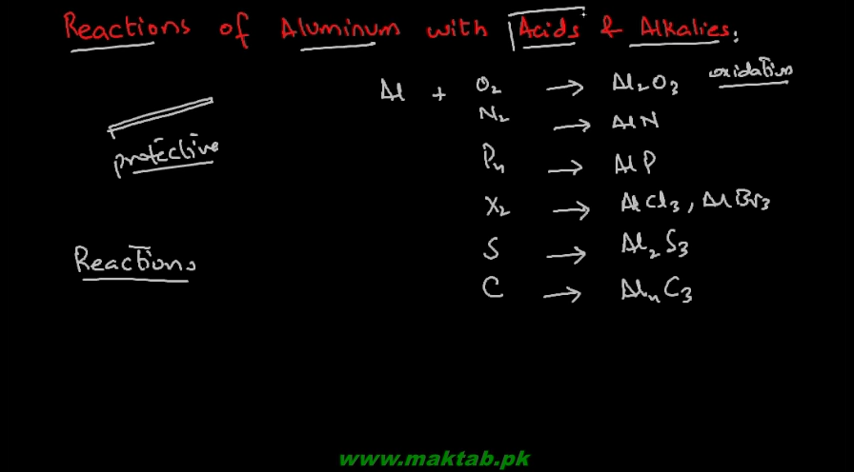 Reactions of Aluminum with Acids & Alkalies.
Al + O2 → Al2O3 oxidation
N2 → AlN
protective
P4 → AlP
X2 → AlCl3, AlBr3
Reactions
S → Al2S3
C → Al4C3
www.maktab.pk